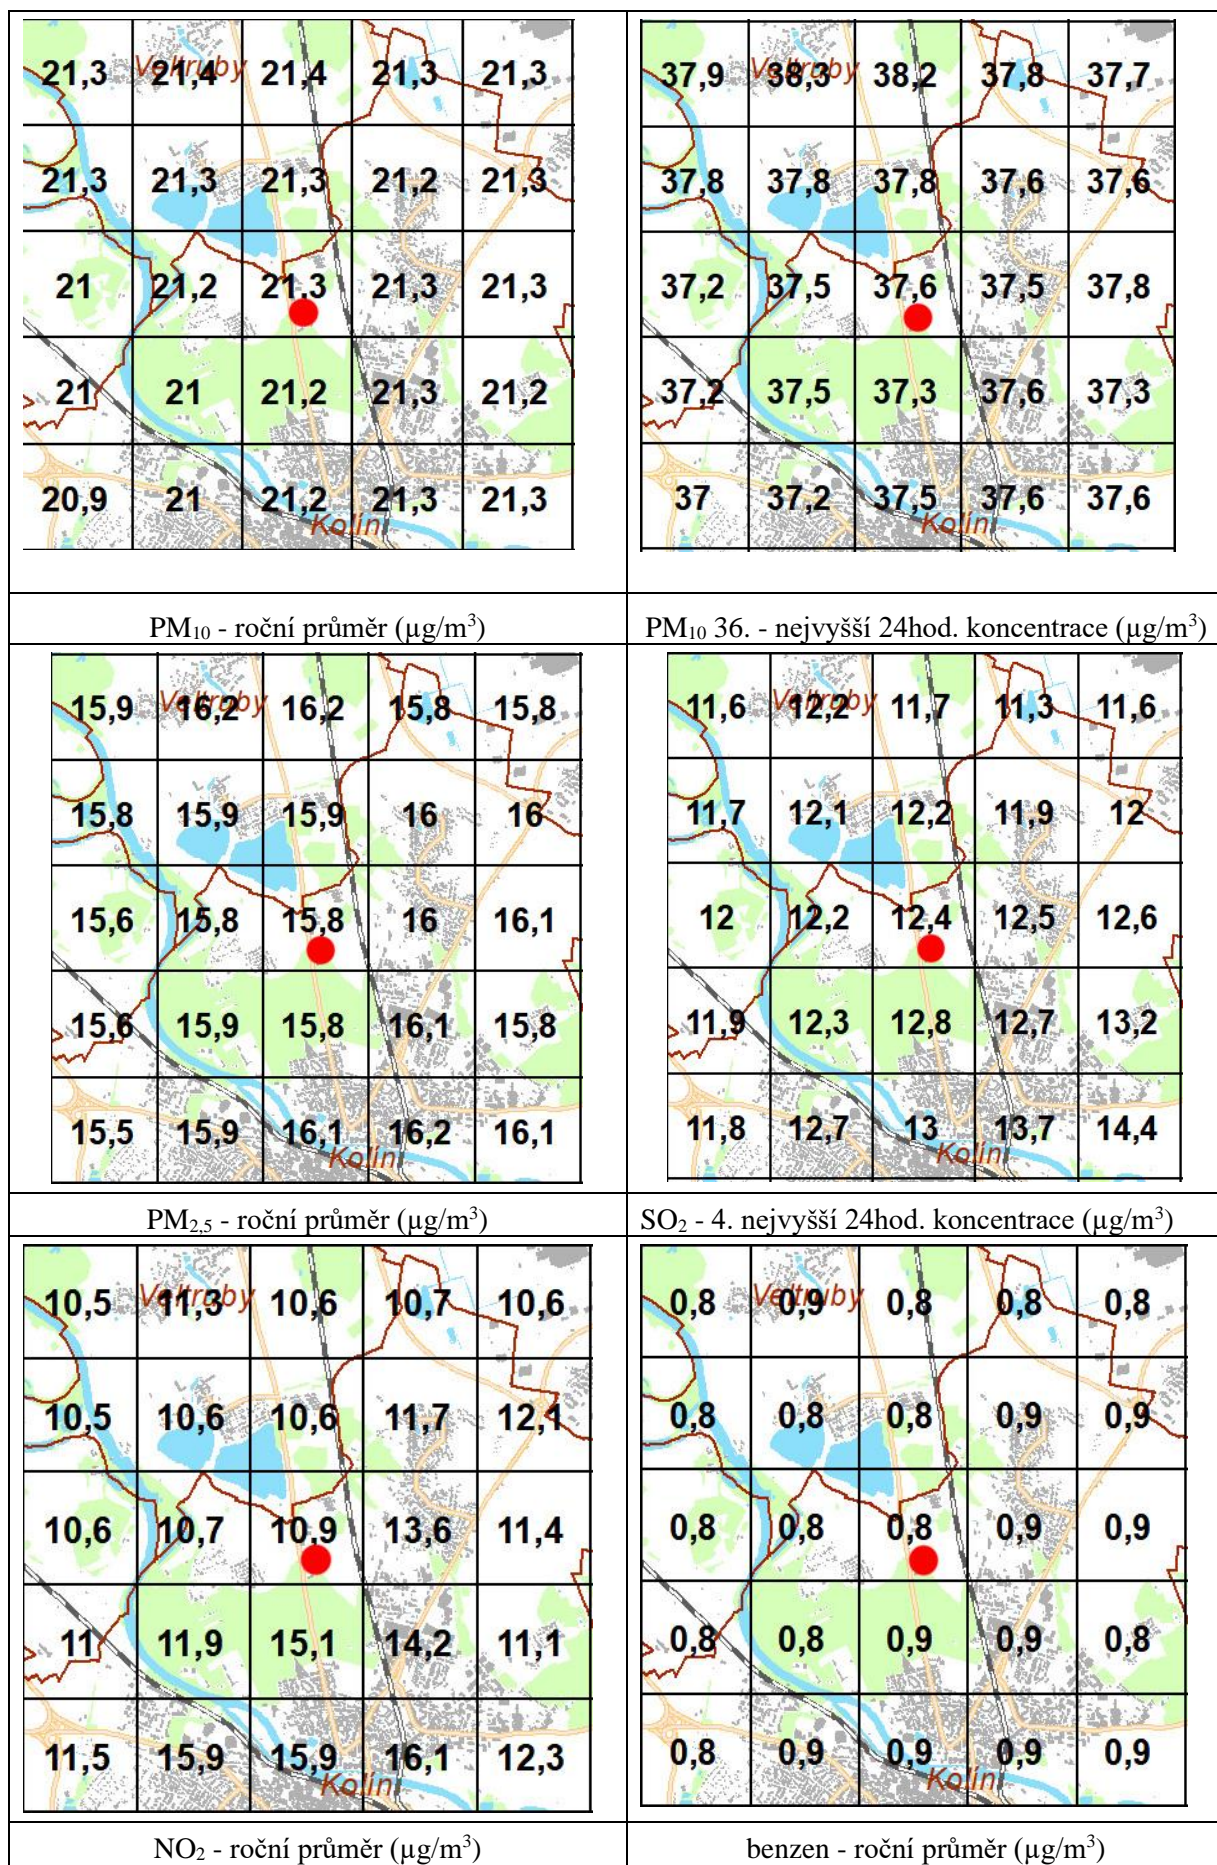 21,3 21,4 21,4 21,3 21,3
Veltruby
21,3 21,3 21,3 21,2 21,3
21 21,2 21,3 21,3 21,3
21 21 21,2 21,3 21,2
20,9 21 21,2 21,3 21,3
Kolín
PM₁₀ - roční průměr (µg/m³)
37,9 38,3 38,2 37,8 37,7
Veltruby
37,8 37,8 37,8 37,6 37,6
37,2 37,5 37,6 37,5 37,8
37,2 37,5 37,3 37,6 37,3
37 37,2 37,5 37,6 37,6
Kolín
PM₁₀ 36. - nejvyšší 24hod. koncentrace (µg/m³)
15,9 16,2 16,2 15,8 15,8
Veltruby
15,8 15,9 15,9 16 16
15,6 15,8 15,8 16 16,1
15,6 15,9 15,8 16,1 15,8
15,5 15,9 16,1 16,2 16,1
Kolín
PM₂,₅ - roční průměr (µg/m³)
11,6 12,2 11,7 11,3 11,6
Veltruby
11,7 12,1 12,2 11,9 12
12 12,2 12,4 12,5 12,6
11,9 12,3 12,8 12,7 13,2
11,8 12,7 13 13,7 14,4
Kolín
SO₂ - 4. nejvyšší 24hod. koncentrace (µg/m³)
10,5 11,3 10,6 10,7 10,6
Veltruby
10,5 10,6 10,6 11,7 12,1
10,6 10,7 10,9 13,6 11,4
11 11,9 15,1 14,2 11,1
11,5 15,9 15,9 16,1 12,3
Kolín
NO₂ - roční průměr (µg/m³)
0,8 0,9 0,8 0,8 0,8
Veltruby
0,8 0,8 0,8 0,9 0,9
0,8 0,8 0,8 0,9 0,9
0,8 0,8 0,9 0,9 0,8
0,8 0,9 0,9 0,9 0,9
Kolín
benzen - roční průměr (µg/m³)